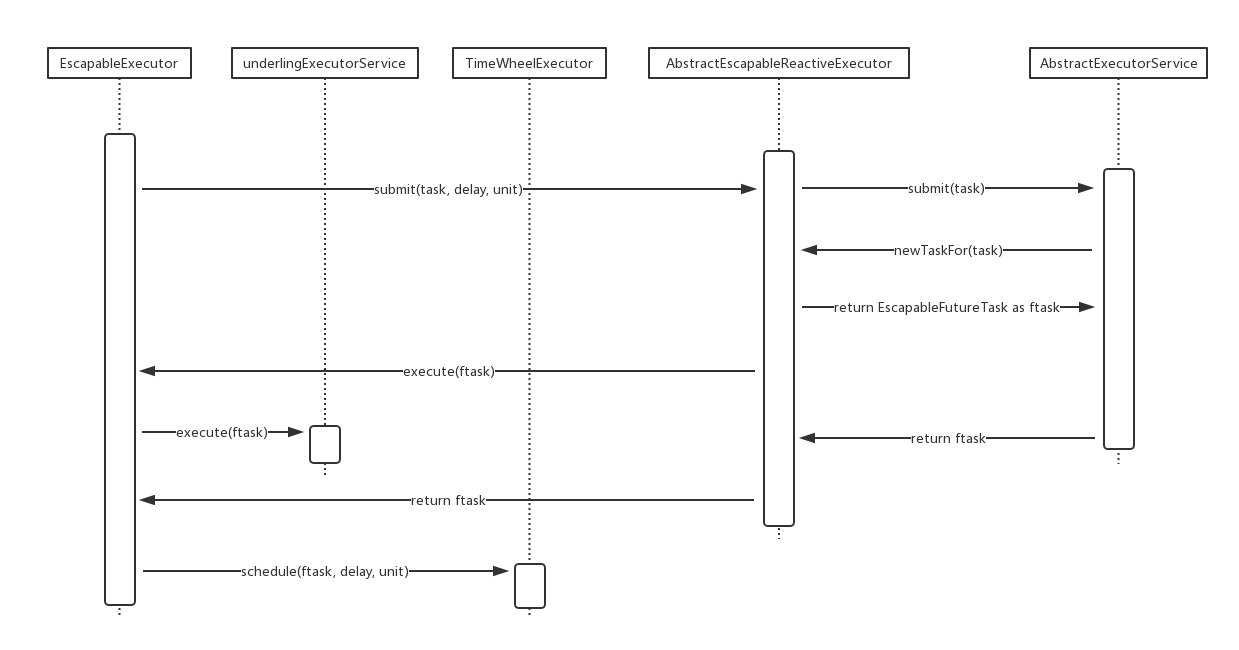 EscapableExecutor
underlingExecutorService
TimeWheelExecutor
AbstractEscapableReactiveExecutor
AbstractExecutorService
submit(task, delay, unit)
submit(task)
newTaskFor(task)
return EscapableFutureTask as ftask
execute(ftask)
execute(ftask)
return ftask
return ftask
schedule(ftask, delay, unit)